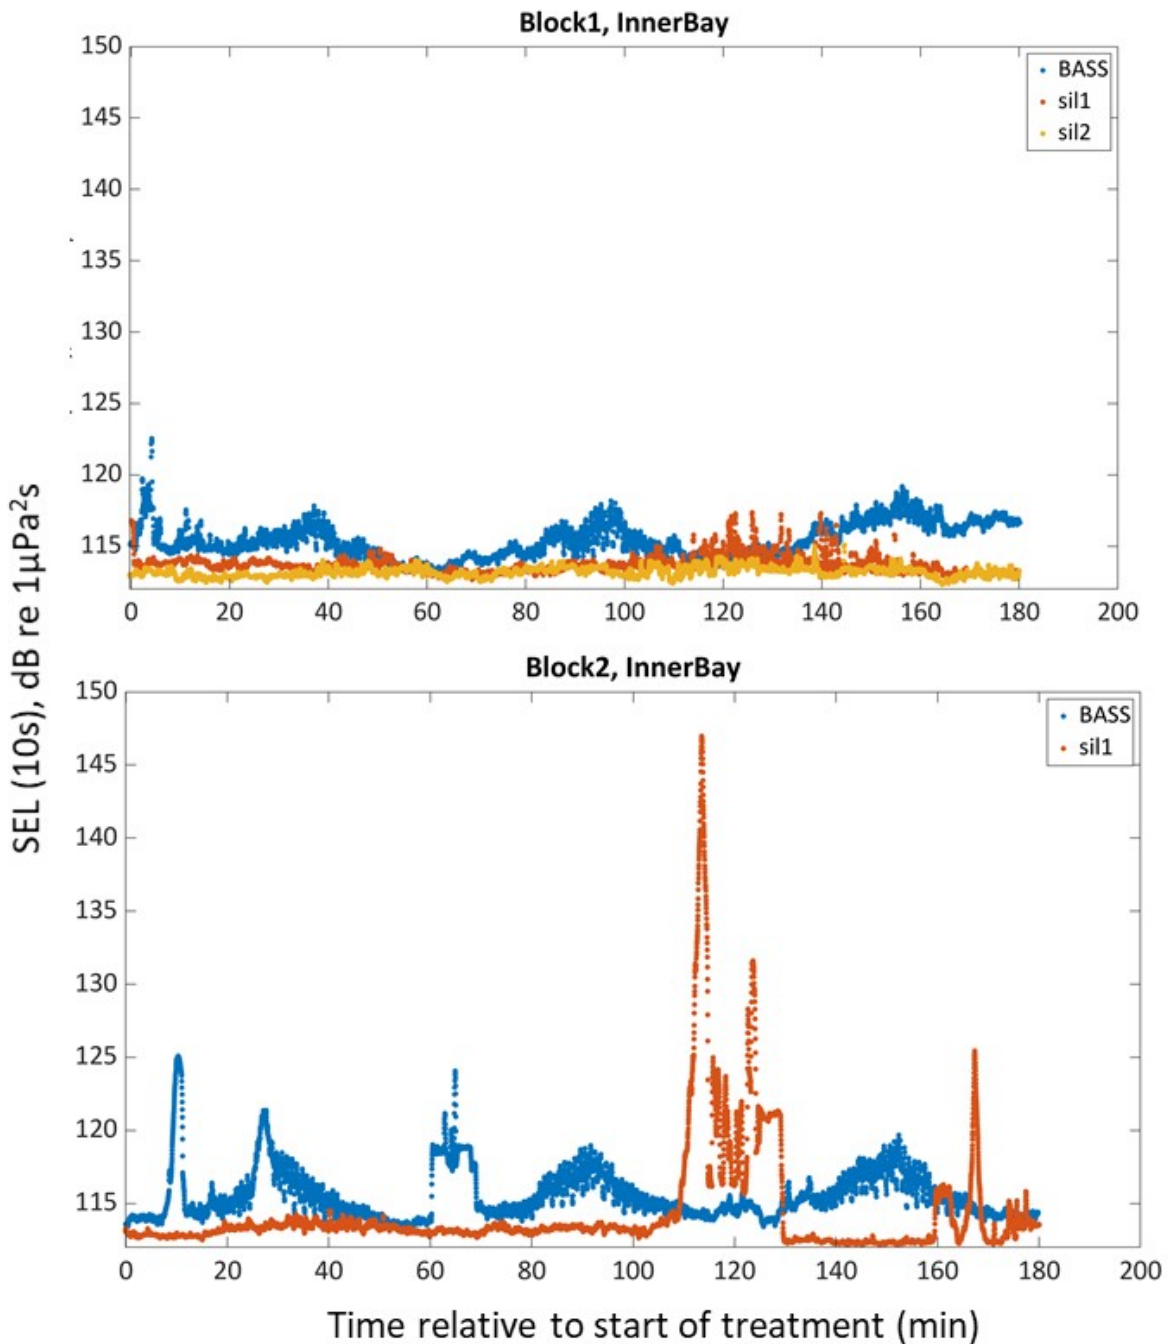 Block1, InnerBay
150
145
140
135
130
125
120
115
0 20 40 60 80 100 120 140 160 180 200
BASS
sil1
sil2
SEL (10s), dB re 1µPa²s
Block2, InnerBay
150
145
140
135
130
125
120
115
0 20 40 60 80 100 120 140 160 180 200
BASS
sil1
Time relative to start of treatment (min)